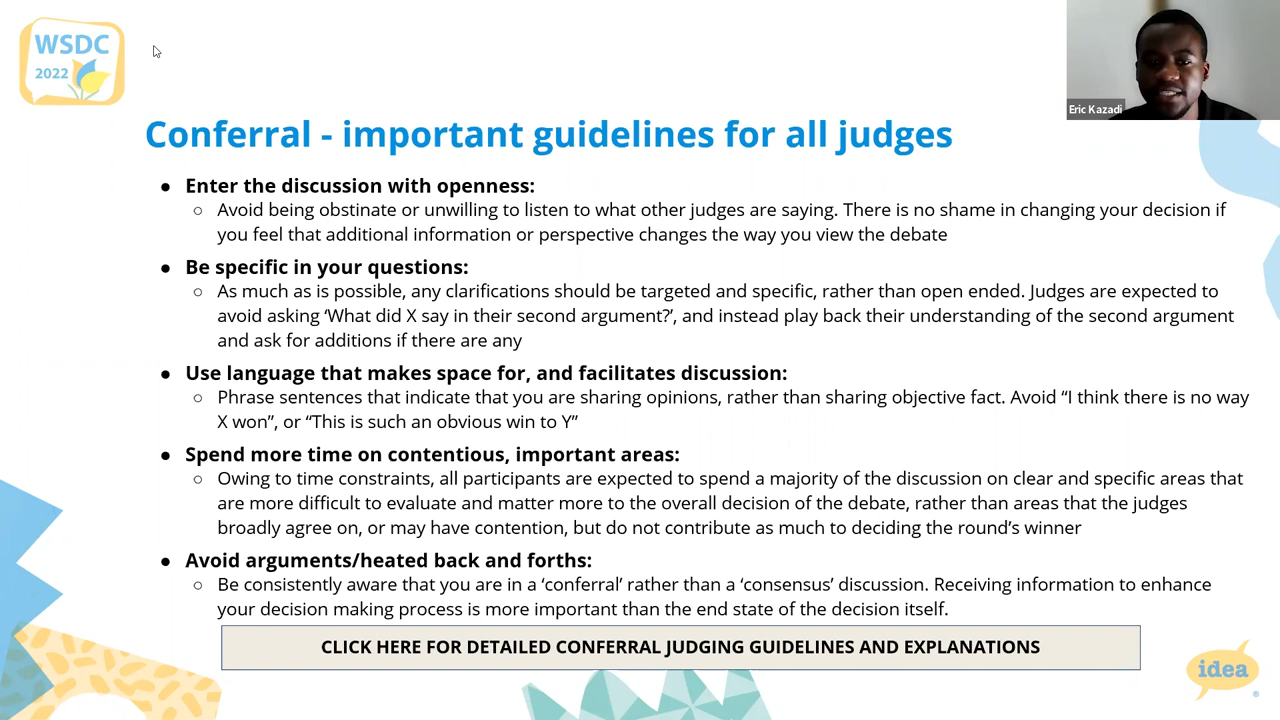 WSDC
2022
Eric Kazadi
Conferral - important guidelines for all judges
● Enter the discussion with openness:
○ Avoid being obstinate or unwilling to listen to what other judges are saying. There is no shame in changing your decision if
you feel that additional information or perspective changes the way you view the debate
● Be specific in your questions:
○ As much as is possible, any clarifications should be targeted and specific, rather than open ended. Judges are expected to
avoid asking ‘What did X say in their second argument?’, and instead play back their understanding of the second argument
and ask for additions if there are any
● Use language that makes space for, and facilitates discussion:
○ Phrase sentences that indicate that you are sharing opinions, rather than sharing objective fact. Avoid “I think there is no way
X won”, or “This is such an obvious win to Y”
● Spend more time on contentious, important areas:
○ Owing to time constraints, all participants are expected to spend a majority of the discussion on clear and specific areas that
are more difficult to evaluate and matter more to the overall decision of the debate, rather than areas that the judges
broadly agree on, or may have contention, but do not contribute as much to deciding the round’s winner
● Avoid arguments/heated back and forths:
○ Be consistently aware that you are in a ‘conferral’ rather than a ‘consensus’ discussion. Receiving information to enhance
your decision making process is more important than the end state of the decision itself.
CLICK HERE FOR DETAILED CONFERRAL JUDGING GUIDELINES AND EXPLANATIONS
idea
®